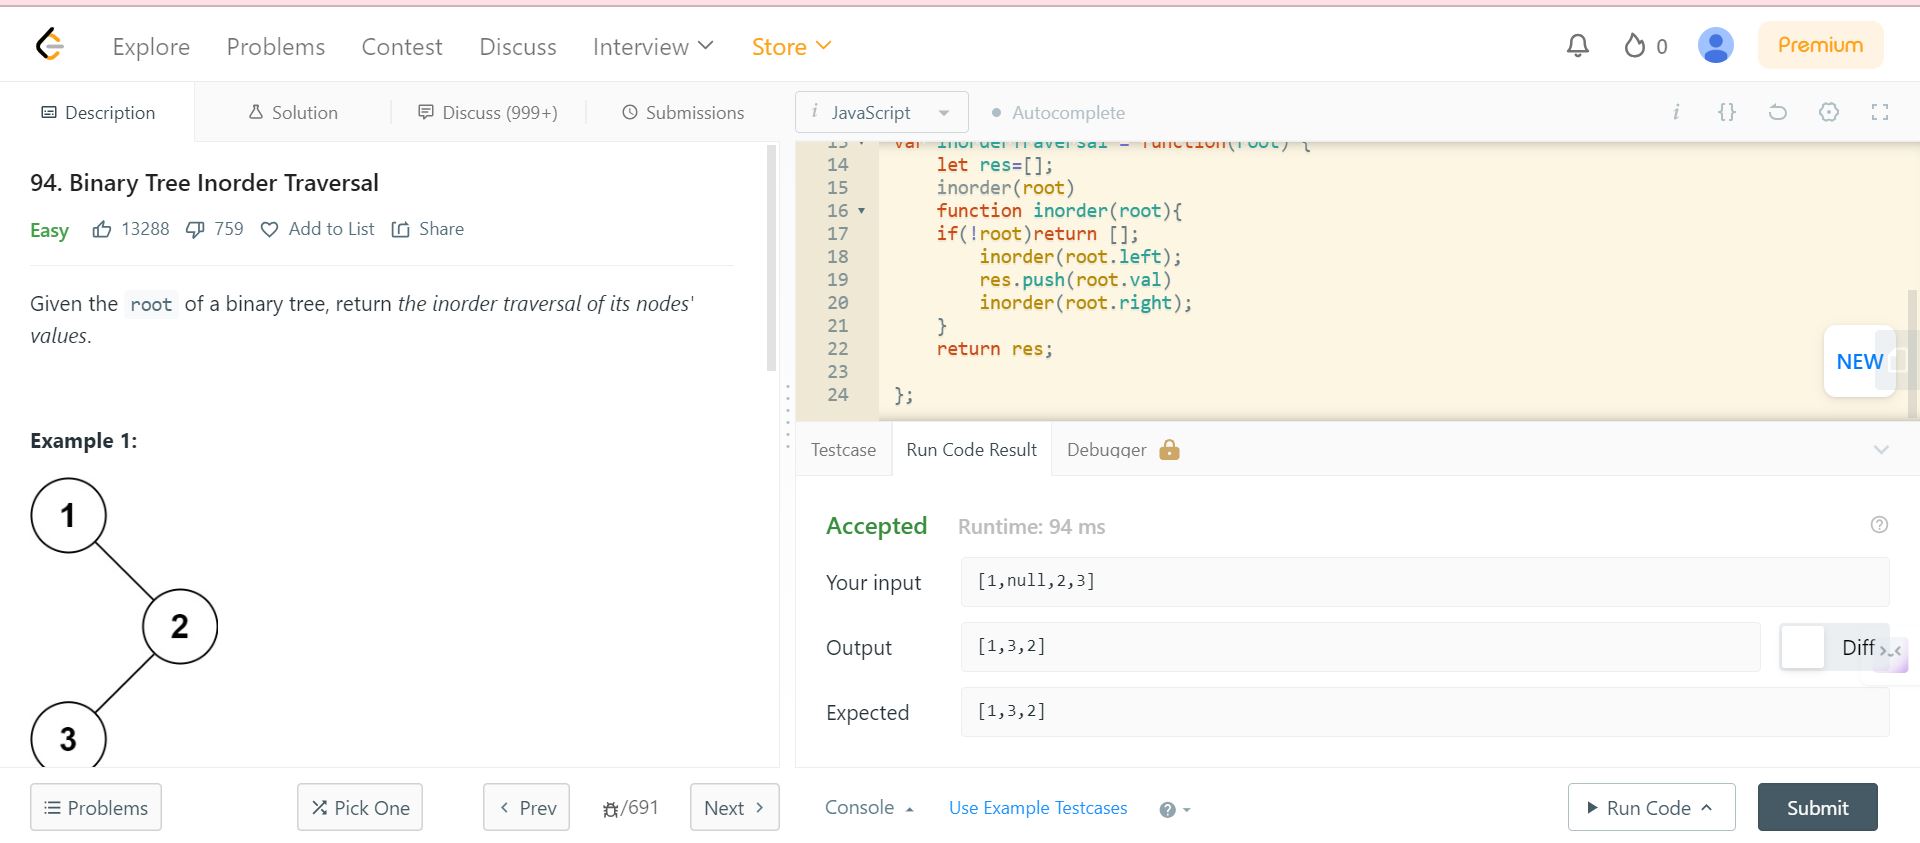 Explore Problems Contest Discuss Interview Store 0 Premium
Description Solution Discuss (999+) Submissions
i JavaScript Autocomplete i {}
94. Binary Tree Inorder Traversal
Easy 13288 759 Add to List Share
Given the root of a binary tree, return the inorder traversal of its nodes'
values.
Example 1:
1
2
3
13 var inorderTraversal = function(root) {
14 let res=[];
15 inorder(root)
16 function inorder(root){
17 if(!root)return [];
18 inorder(root.left);
19 res.push(root.val)
20 inorder(root.right);
21 }
22 return res;
23
24 };
NEW
Testcase Run Code Result Debugger
Accepted Runtime: 94 ms
Your input [1,null,2,3]
Output [1,3,2] Diff
Expected [1,3,2]
Problems Pick One < Prev /691 Next >
Console Use Example Testcases Run Code Submit